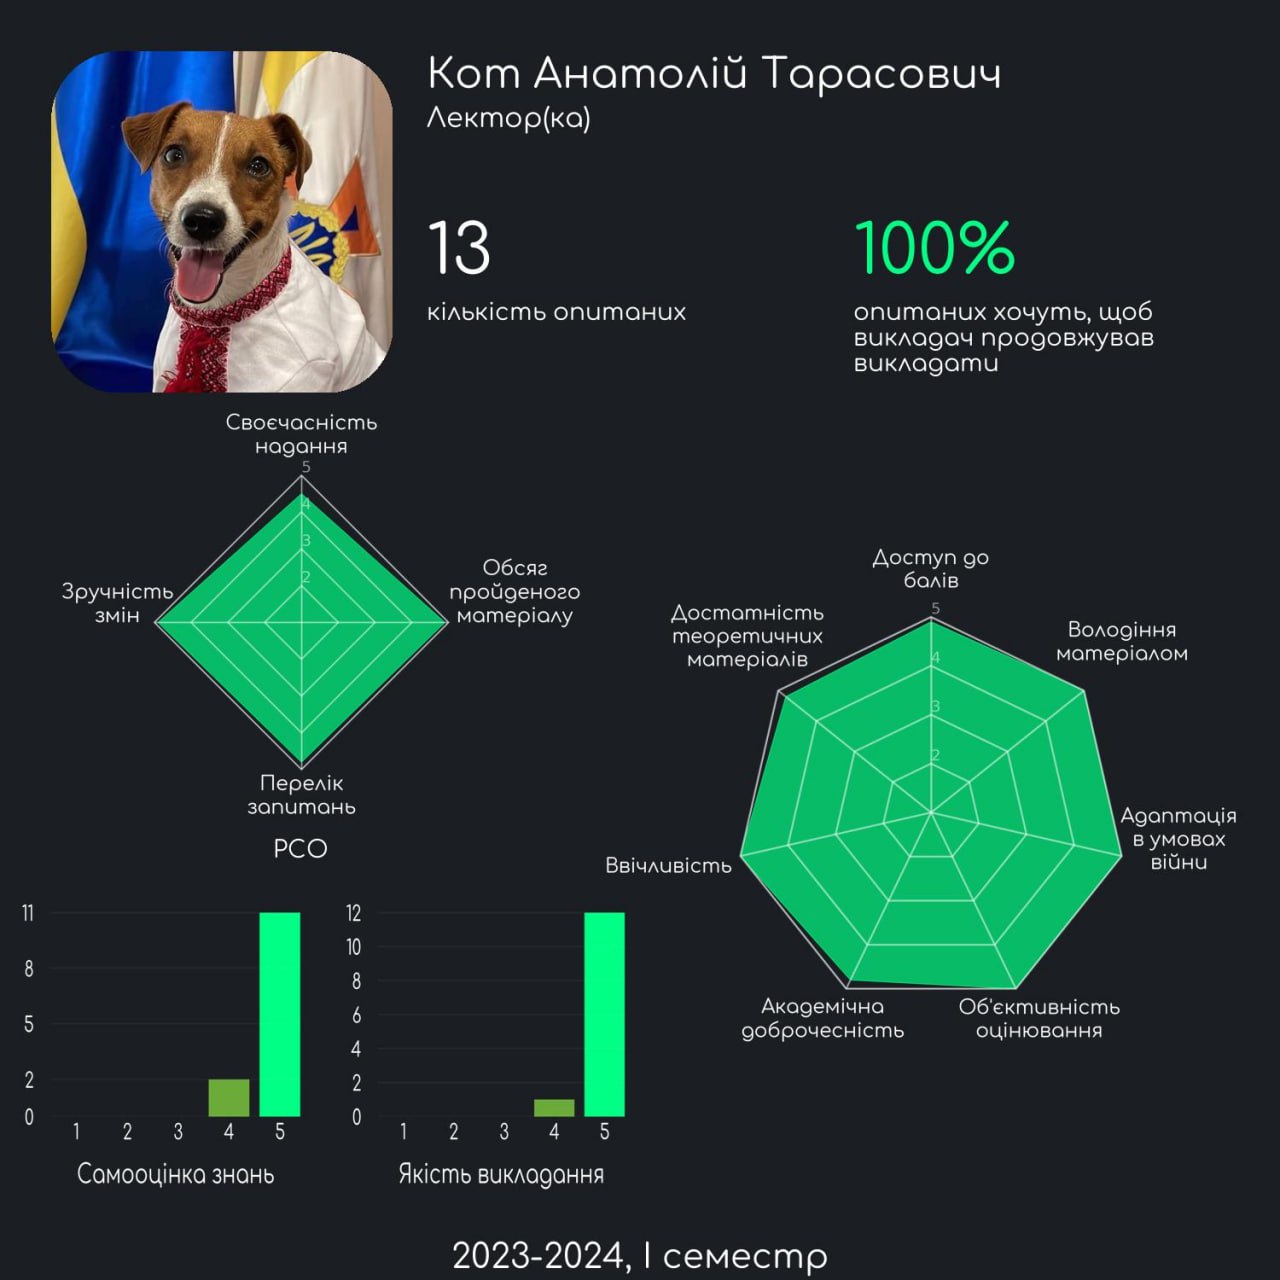 Кот Анатолій Тарасович
Лектор(ка)
13
кількість опитаних
100%
опитаних хочуть, щоб
викладач продовжував
викладати
Своєчасність
надання
5
4
3
2
Зручність
змін
Обсяг
пройденого
матеріалу
Перелік
запитань
РСО
Доступ до
балів
5
4
3
2
Достатність
теоретичних
матеріалів
Володіння
матеріалом
Адаптація
в умовах
війни
Ввічливість
Академічна
доброчесність
Об'єктивність
оцінювання
11
8
5
2
0
1 2 3 4 5
Самооцінка знань
12
10
8
6
4
2
0
1 2 3 4 5
Якість викладання
2023-2024, І семестр